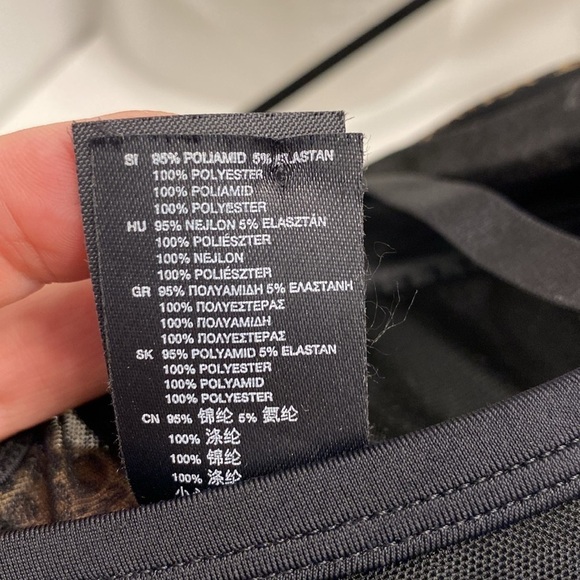 SI 95% POLIAMID 5% ELASTAN
100% POLYESTER
100% POLIAMID
100% POLYESTER
HU 95% NEJLON 5% ELASZTÁN
100% POLIÉSZTER
100% NEJLON
100% POLIÉSZTER
GR 95% ΠΟΛΥΑΜΙΔΗ 5% ΕΛΑΣΤΑΝΗ
100% ΠΟΛΥΕΣΤΕΡΑΣ
100% ΠΟΛΥΑΜΙΔΗ
100% ΠΟΛΥΕΣΤΕΡΑΣ
SK 95% POLYAMID 5% ELASTAN
100% POLYESTER
100% POLYAMID
100% POLYESTER
CN 95% 锦纶 5% 氨纶
100% 涤纶
100% 锦纶
100% 涤纶